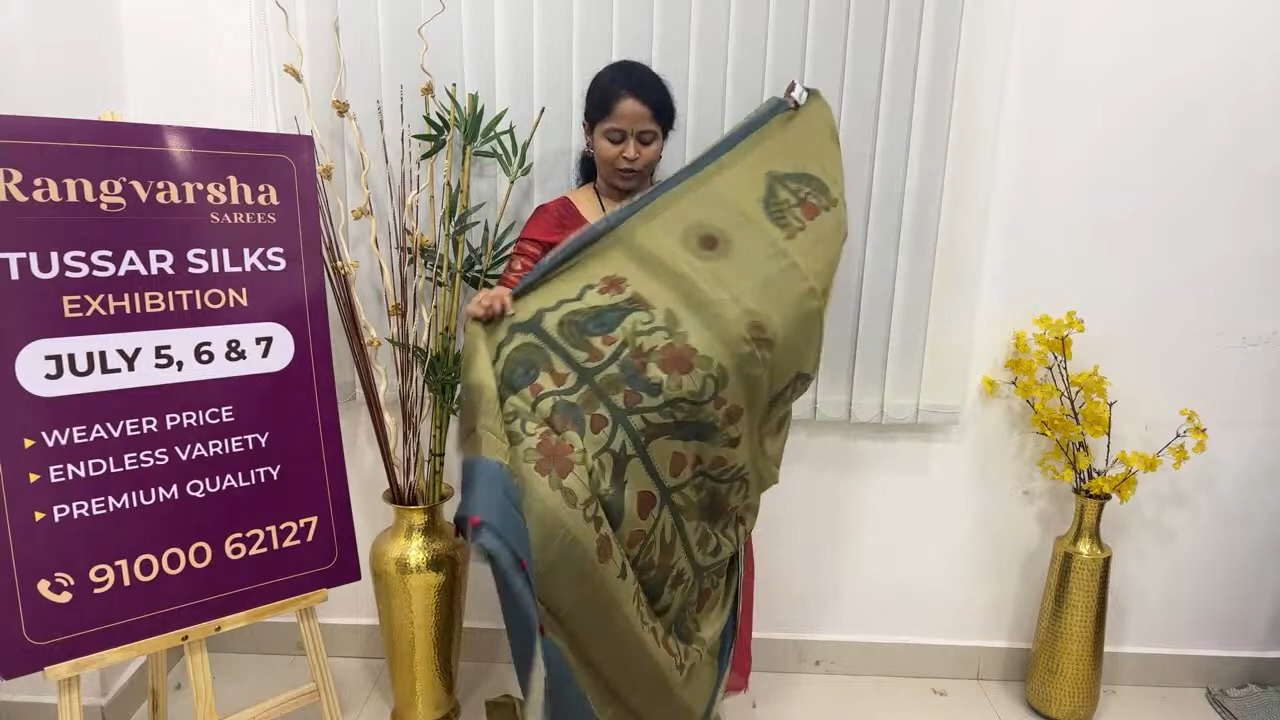 Rangvarsha
SAREES
TUSSAR SILKS
EXHIBITION
JULY 5, 6 & 7
WEAVER PRICE
ENDLESS VARIETY
PREMIUM QUALITY
91000 62127